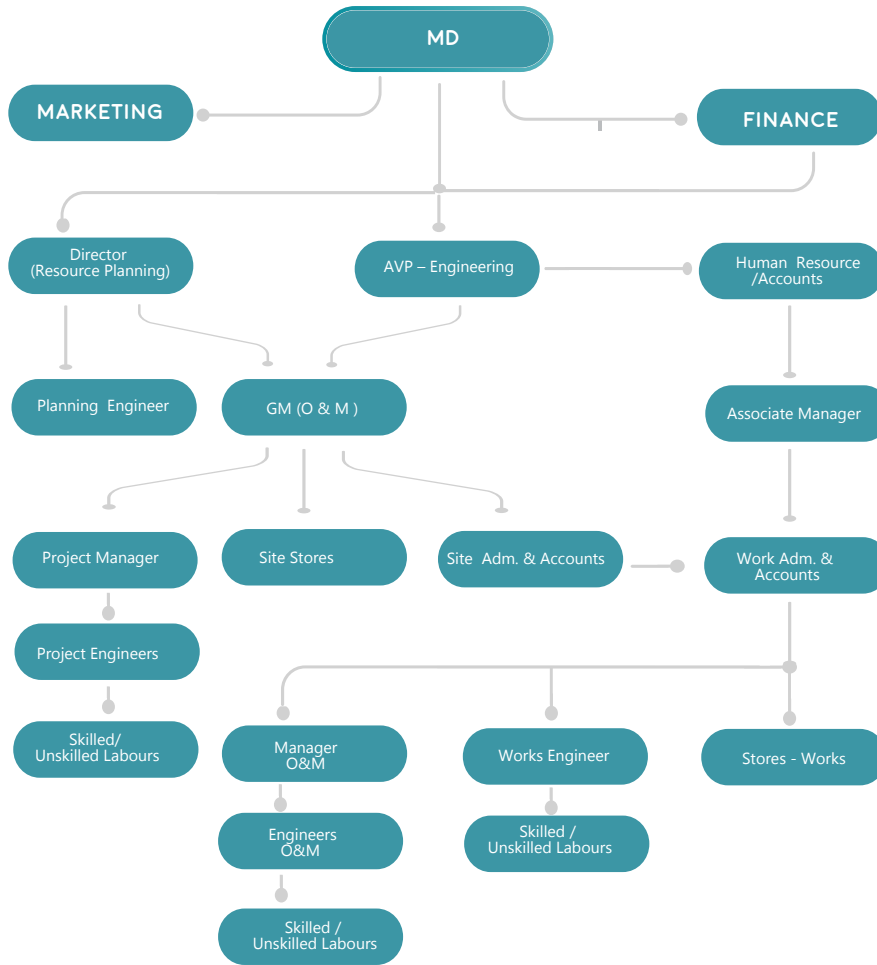 MD
MARKETING
FINANCE
Director
(Resource Planning)
AVP – Engineering
Human Resource
/Accounts
Planning Engineer
GM (O & M )
Associate Manager
Project Manager
Site Stores
Site Adm. & Accounts
Work Adm. &
Accounts
Project Engineers
Skilled/
Unskilled Labours
Manager
O&M
Works Engineer
Stores - Works
Engineers
O&M
Skilled /
Unskilled Labours
Skilled /
Unskilled Labours